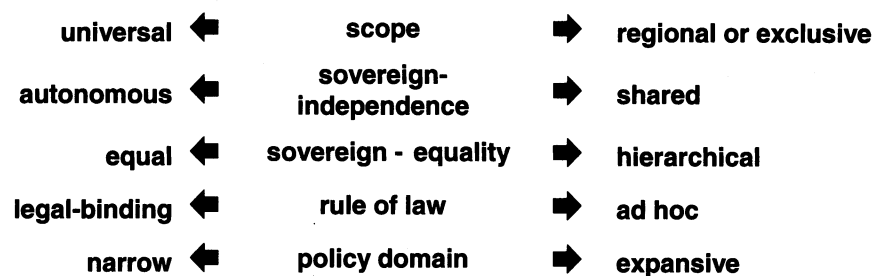 universal scope regional or exclusive
autonomous sovereign-
independence shared
equal sovereign - equality hierarchical
legal-binding rule of law ad hoc
narrow policy domain expansive